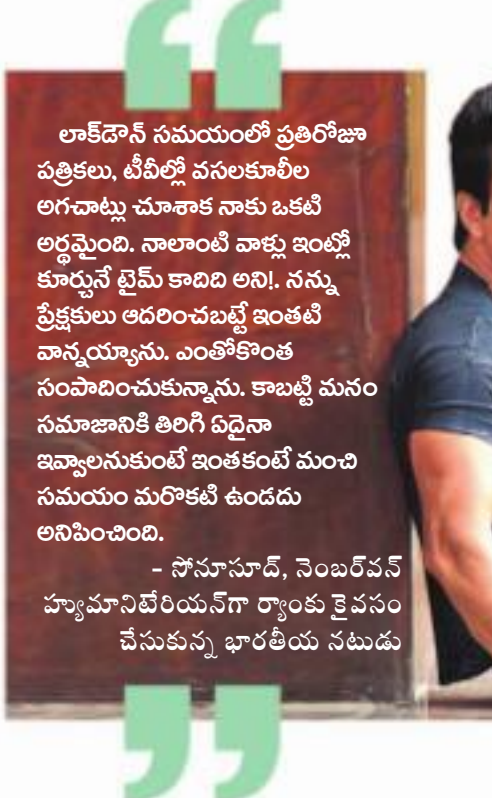 లాక్‌డౌన్ సమయంలో ప్రతిరోజూ
పత్రికలు, టీవీల్లో వసలకూలీల
అగచాట్లు చూశాక నాకు ఒకటి
అర్థమైంది. నాలాంటి వాళ్లు ఇంట్లో
కూర్చునే టైమ్ కాదిది అని!. నన్ను
ప్రేక్షకులు ఆదరించబట్టే ఇంతటి
వాన్నయ్యాను. ఎంతోకొంత
సంపాదించుకున్నాను. కాబట్టి మనం
సమాజానికి తిరిగి ఏదైనా
ఇవ్వాలనుకుంటే ఇంతకంటే మంచి
సమయం మరొకటి ఉండదు
అనిపించింది.
- సోనూసూద్, నెంబర్‌వన్
హ్యుమానిటేరియన్‌గా ర్యాంకు కైవసం
చేసుకున్న భారతీయ నటుడు